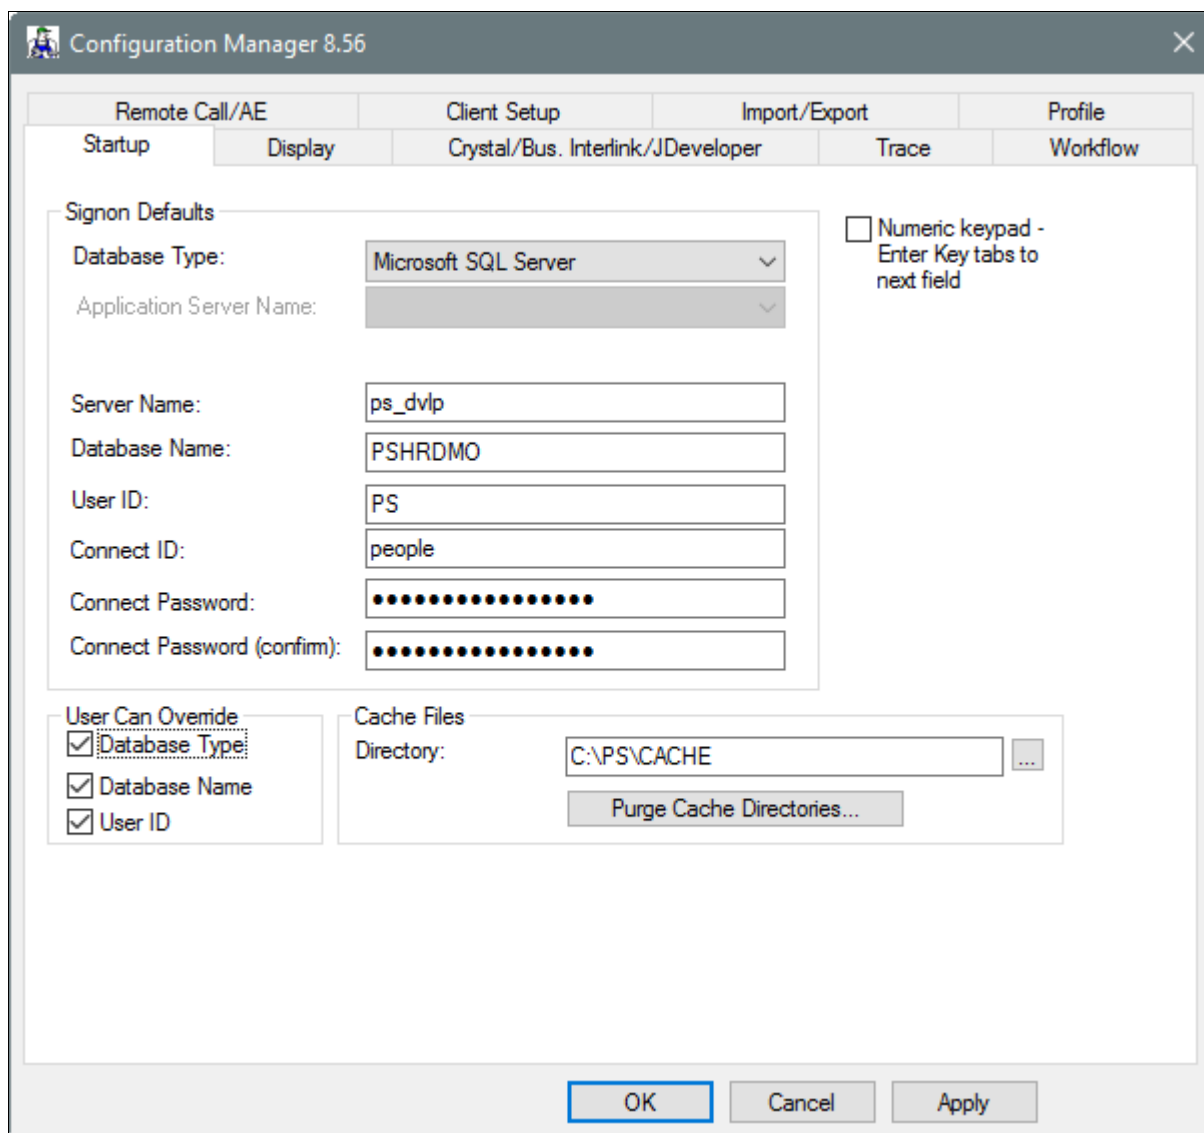 Configuration Manager 8.56
Remote Call/AE Client Setup Import/Export Profile
Startup Display Crystal/Bus. Interlink/JDeveloper Trace Workflow
Signon Defaults
Database Type: Microsoft SQL Server
Application Server Name:
Numeric keypad -
Enter Key tabs to
next field
Server Name: ps_dvlp
Database Name: PSHRDMO
User ID: PS
Connect ID: people
Connect Password: ●●●●●●●●●●●●●●●●
Connect Password (confirm): ●●●●●●●●●●●●●●●●
User Can Override
Database Type
Database Name
User ID
Cache Files
Directory: C:\PS\CACHE ...
Purge Cache Directories...
OK Cancel Apply